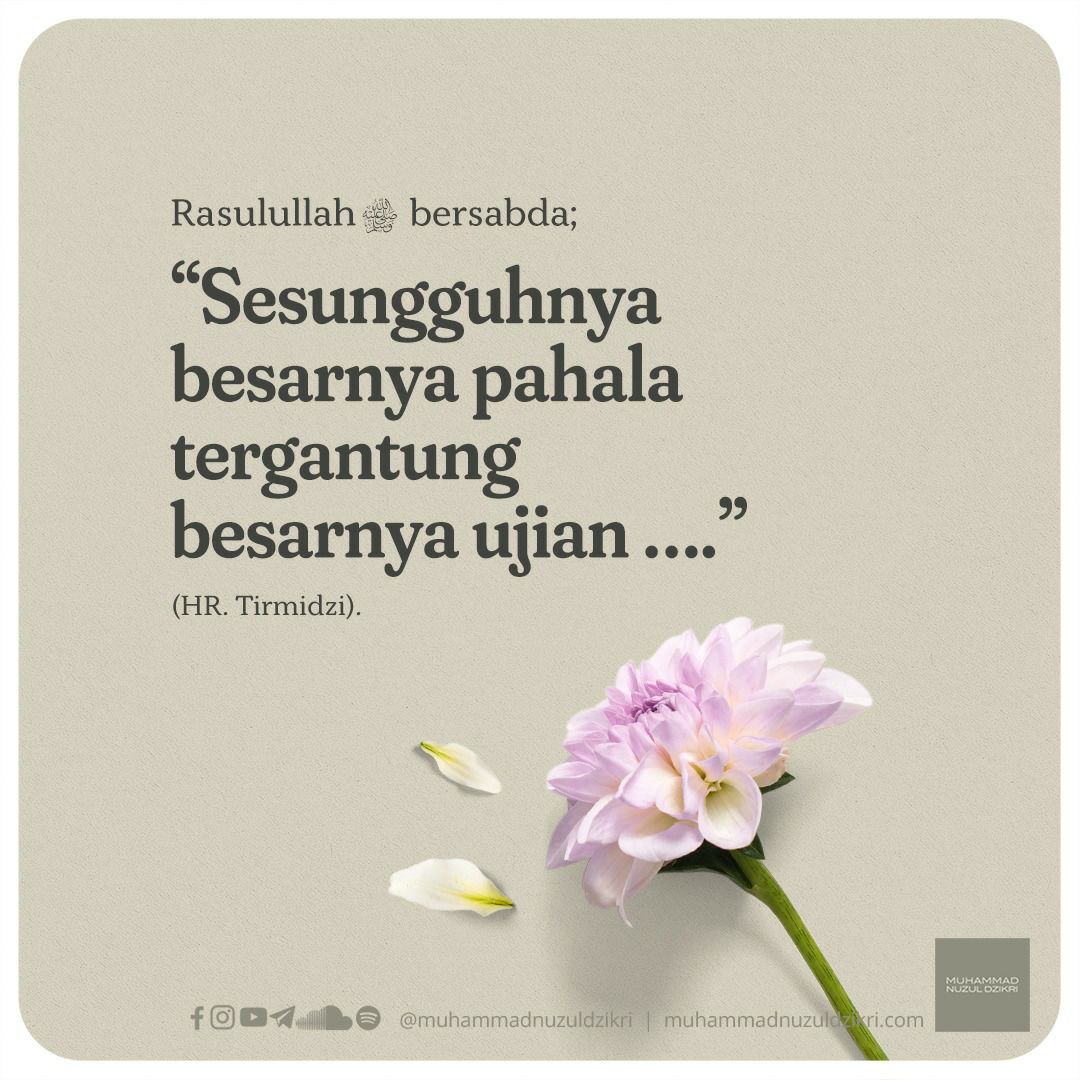 Rasulullah ﷺ bersabda;
“Sesungguhnya
besarnya pahala
tergantung
besarnya ujian ....”
(HR. Tirmidzi).
@muhammadnuzuldzikri | muhammadnuzuldzikri.com
MUHAMMAD
NUZUL DZIKRI